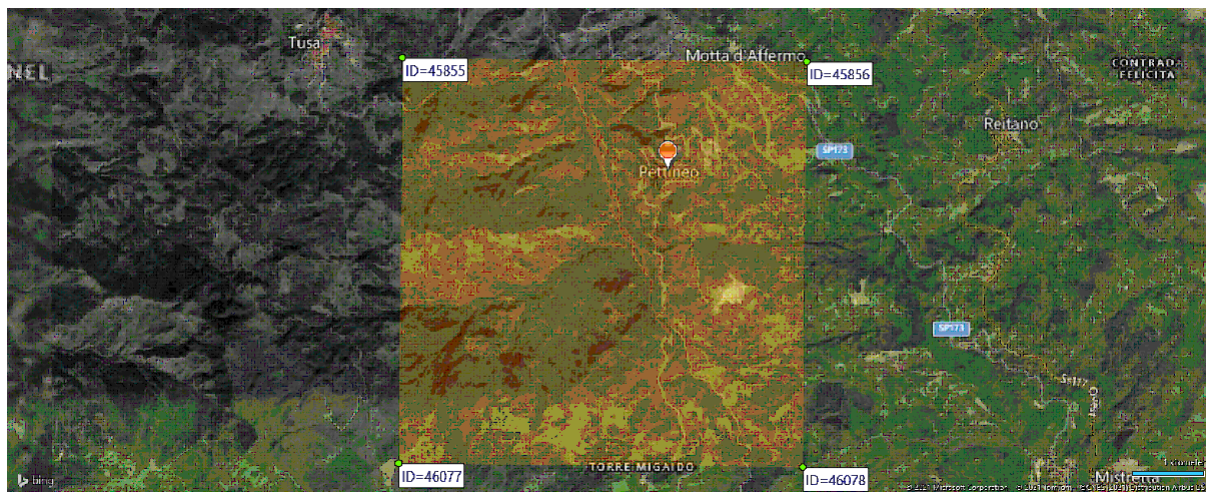 Tusa
Motta d'Affermo
NEL
ID=45855
ID=45856
CONTRADA
FELICITA
Reitano
SP173
Pettineo
SP173
TORRE MIGAIDO
ID=46077
ID=46078
bing
Mistretta